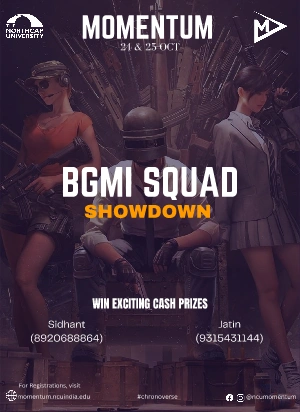 THE
NORTHCAP
UNIVERSITY
MOMENTUM
24 & 25 OCT
BGMI SQUAD
SHOWDOWN
WIN EXCITING CASH PRIZES
Sidhant
(8920688864)
Jatin
(9315431144)
For Registrations, visit
momentum.ncuindia.edu
#chronoverse
@ncumomentum